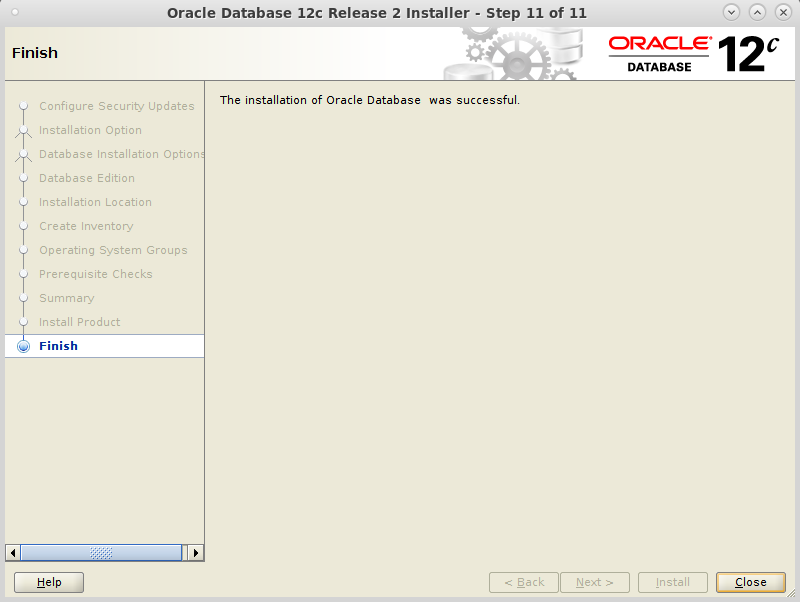 Oracle Database 12c Release 2 Installer - Step 11 of 11
Finish
ORACLE®
DATABASE
12c
Configure Security Updates
Installation Option
Database Installation Options
Database Edition
Installation Location
Create Inventory
Operating System Groups
Prerequisite Checks
Summary
Install Product
Finish
The installation of Oracle Database  was successful.
Help
< Back
Next >
Install
Close